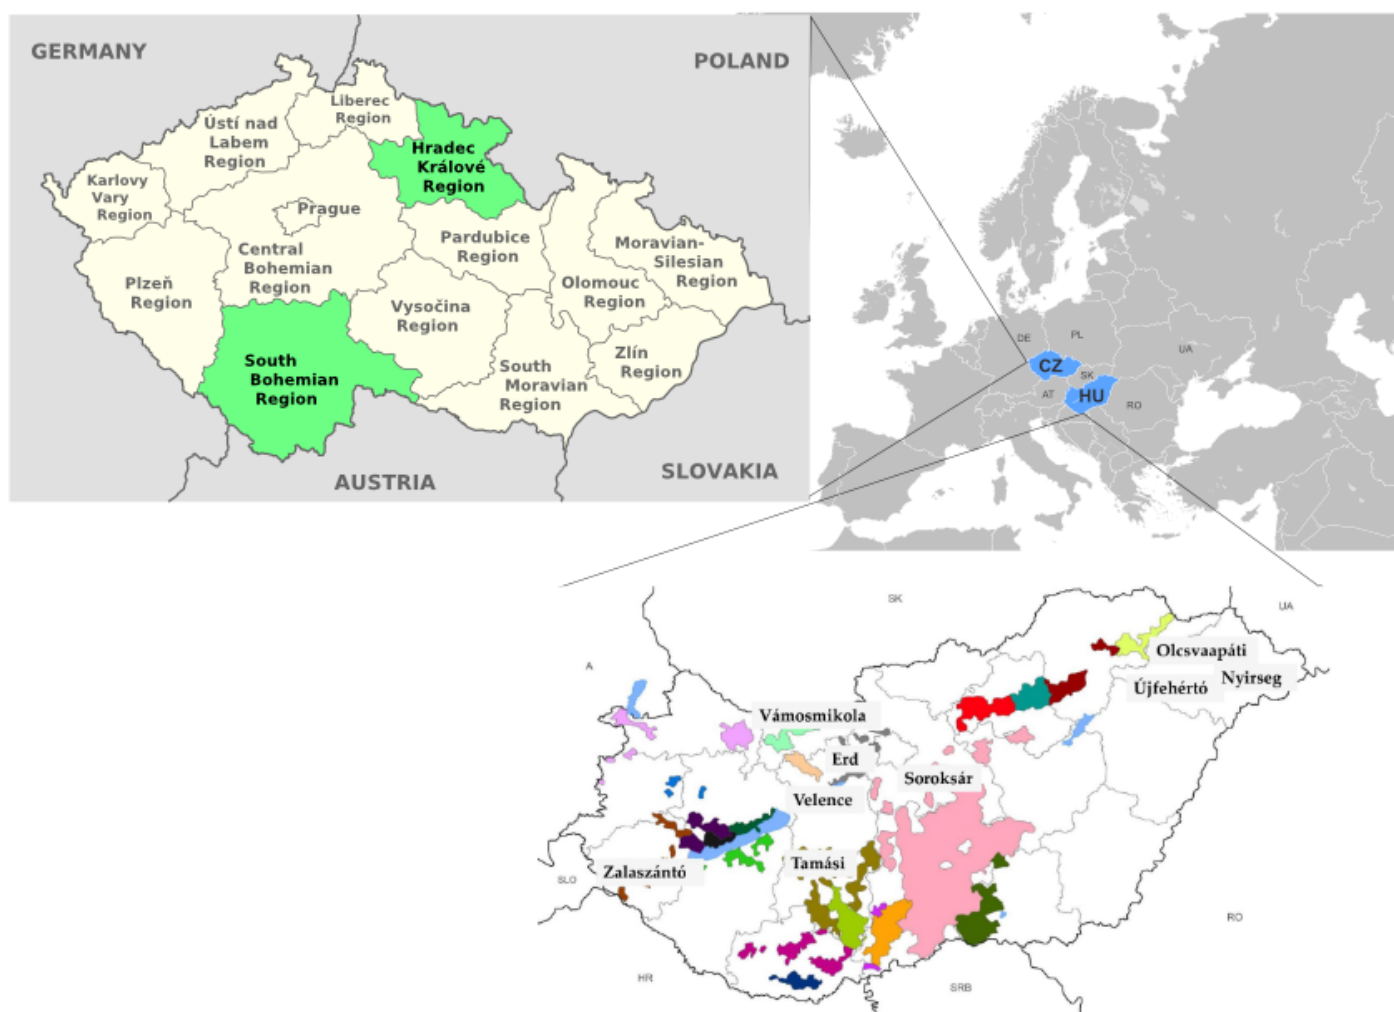 GERMANY
POLAND
Liberec
Region
Ústí nad
Labem
Region
Hradec
Králové
Region
Karlovy
Vary
Region
Prague
Pardubice
Region
Moravian-
Silesian
Region
Central
Bohemian
Region
Plzeň
Region
Olomouc
Region
Vysočina
Region
South
Bohemian
Region
South
Moravian
Region
Zlín
Region
AUSTRIA
SLOVAKIA
DE
PL
UA
CZ
SK
AT
HU
RO
SK
UA
A
Olcsvaapáti
Nyirseg
Újfehértó
Vámosmikola
Erd
Soroksár
Velence
Tamási
Zalaszántó
SLO
RO
HR
SRB